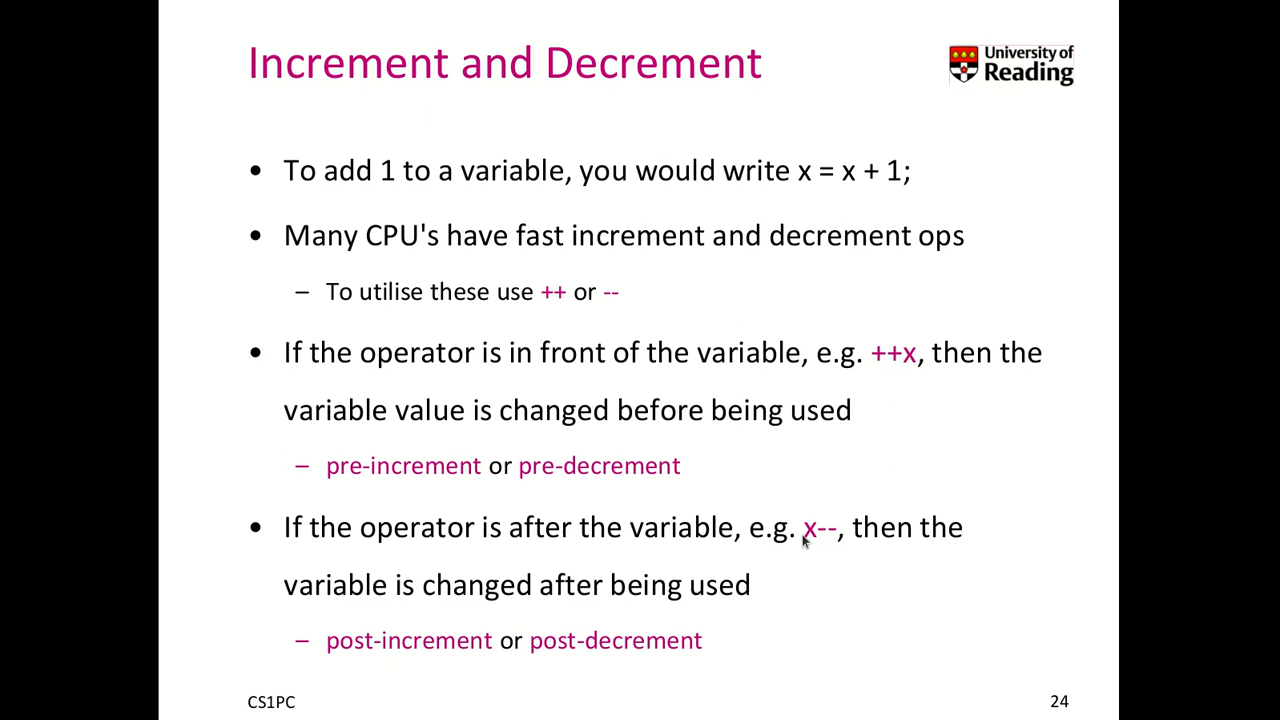 Increment and Decrement
University of
Reading
• To add 1 to a variable, you would write x = x + 1;
• Many CPU's have fast increment and decrement ops
– To utilise these use ++ or --
• If the operator is in front of the variable, e.g. ++x, then the
variable value is changed before being used
– pre-increment or pre-decrement
• If the operator is after the variable, e.g. x--, then the
variable is changed after being used
– post-increment or post-decrement
CS1PC
24